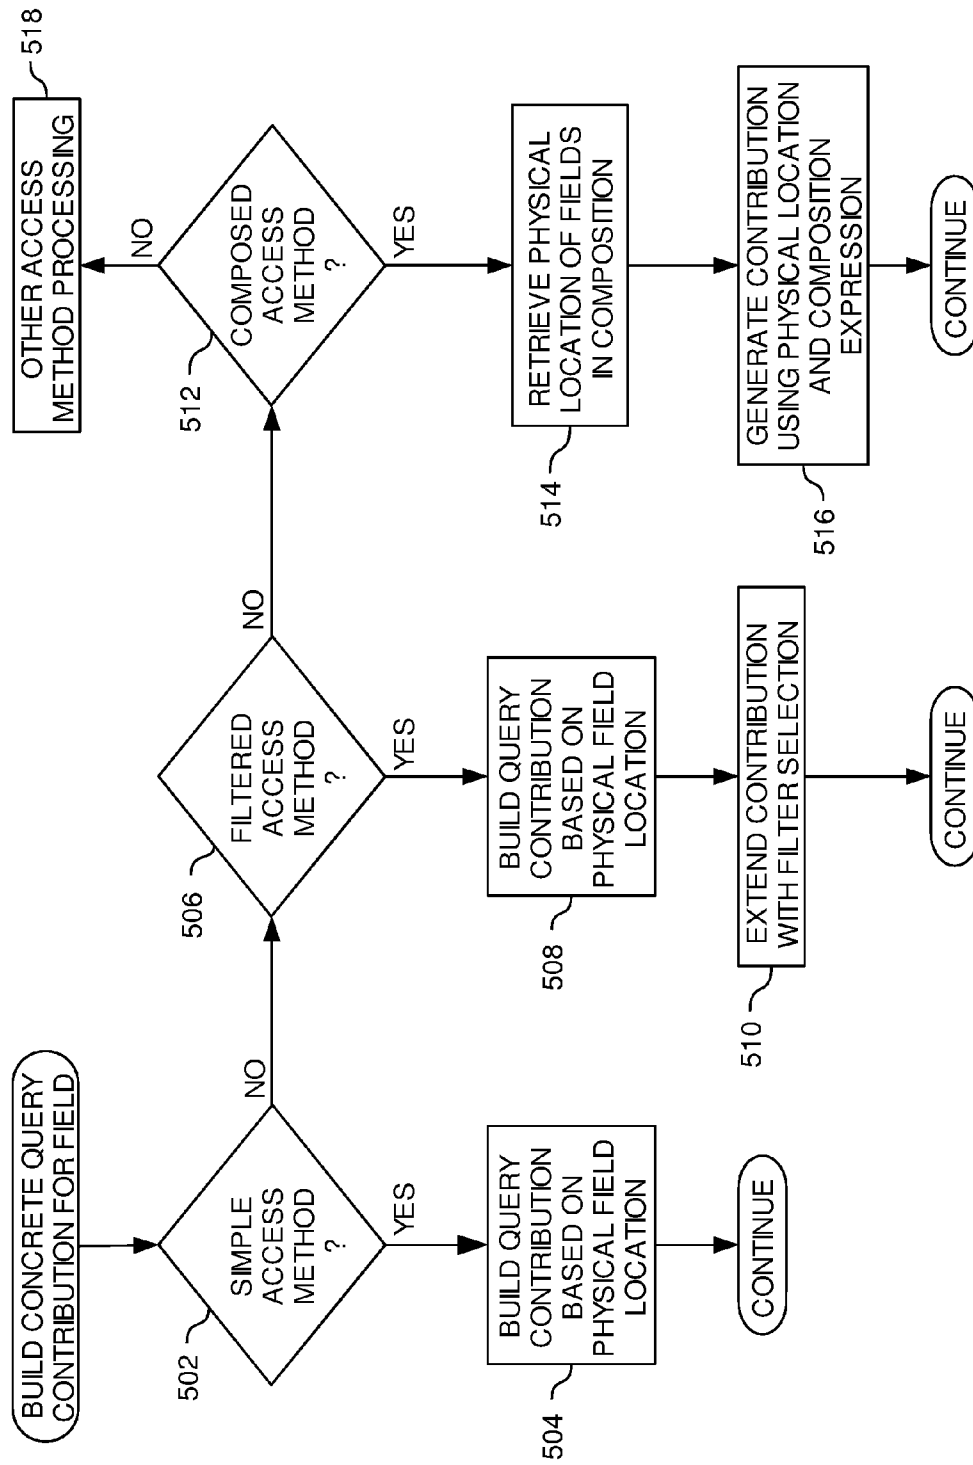 BUILD CONCRETE QUERY
CONTRIBUTION FOR FIELD
502
SIMPLE
ACCESS
METHOD
?
NO
YES
504
BUILD QUERY
CONTRIBUTION
BASED ON
PHYSICAL FIELD
LOCATION
CONTINUE
506
FILTERED
ACCESS
METHOD
?
NO
YES
508
BUILD QUERY
CONTRIBUTION
BASED ON
PHYSICAL FIELD
LOCATION
510
EXTEND CONTRIBUTION
WITH FILTER SELECTION
CONTINUE
512
COMPOSED
ACCESS
METHOD
?
NO
YES
518
OTHER ACCESS
METHOD PROCESSING
514
RETRIEVE PHYSICAL
LOCATION OF FIELDS
IN COMPOSITION
516
GENERATE CONTRIBUTION
USING PHYSICAL LOCATION
AND COMPOSITION
EXPRESSION
CONTINUE